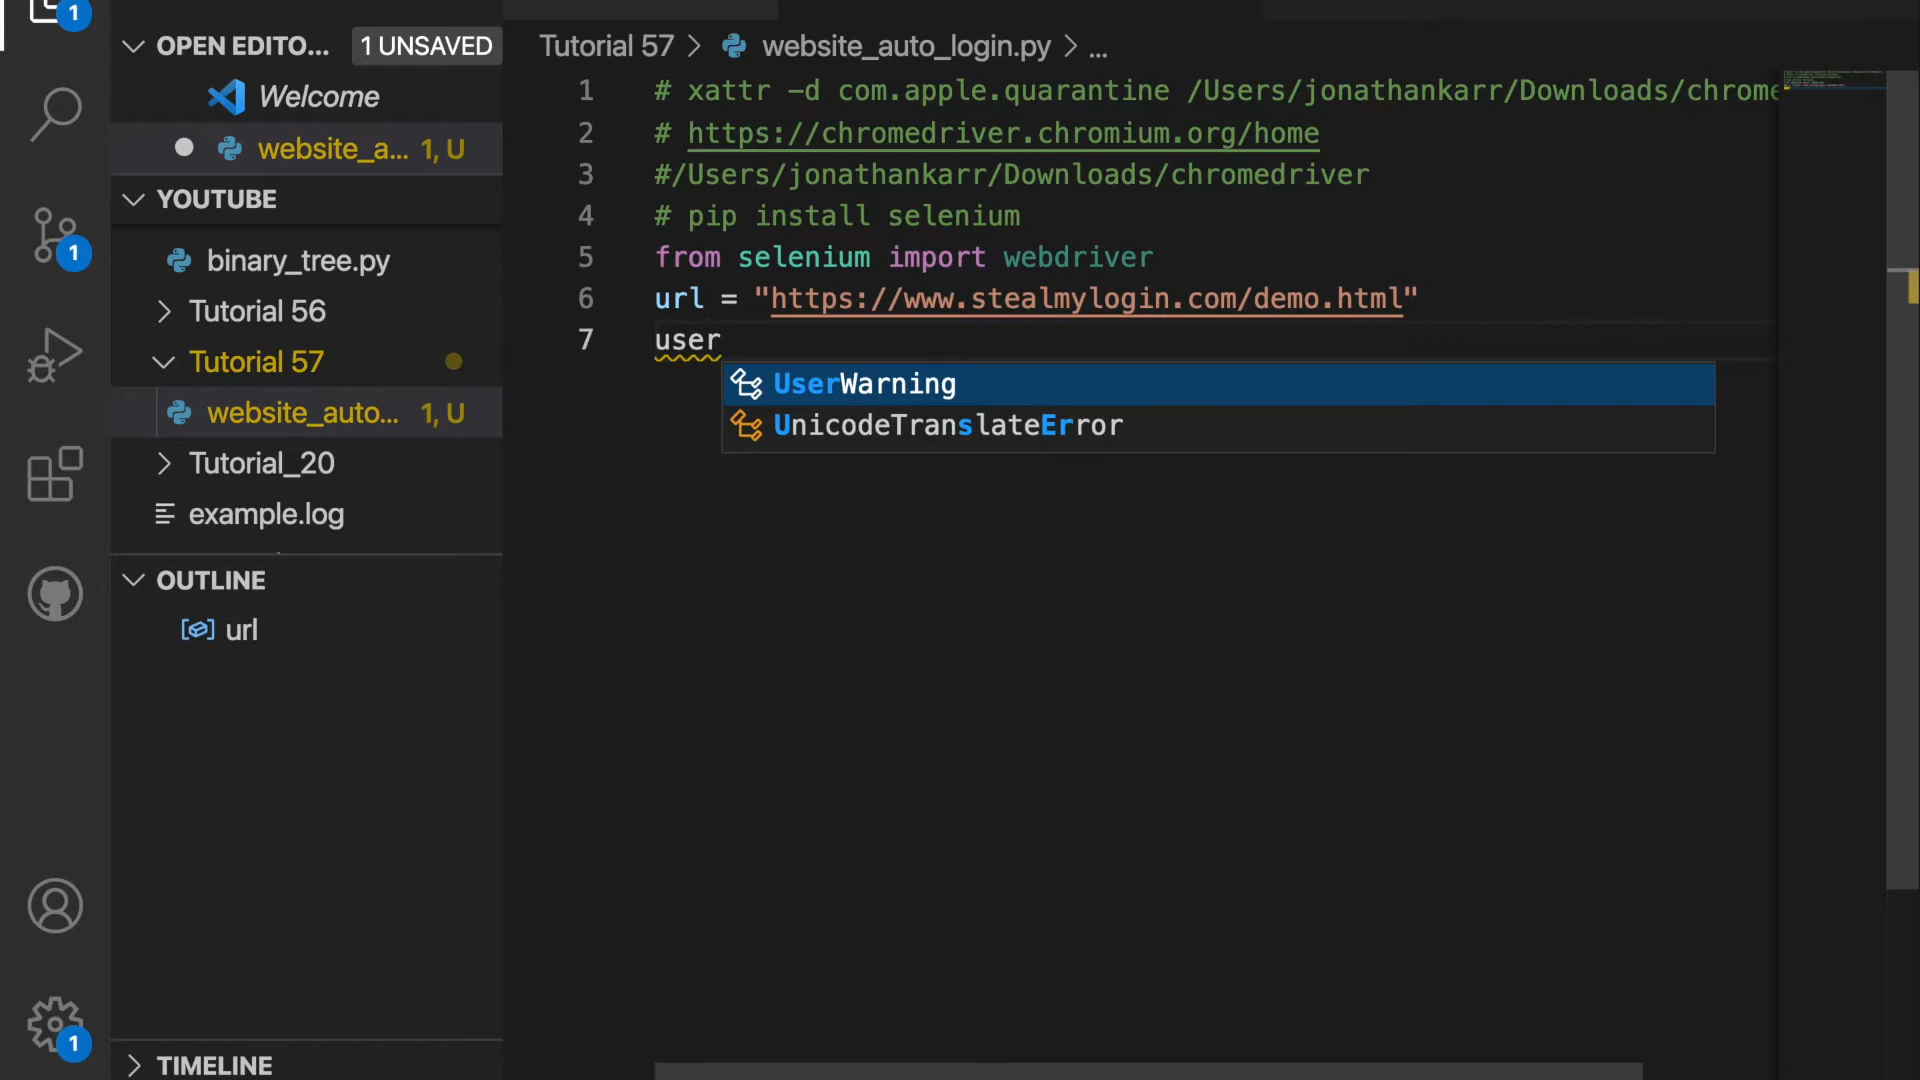 1
OPEN EDITO... 1 UNSAVED
Welcome
website_a... 1, U
YOUTUBE
binary_tree.py
Tutorial 56
Tutorial 57
website_auto... 1, U
Tutorial_20
example.log
OUTLINE
url
TIMELINE
1
1
Tutorial 57 > website_auto_login.py > ...
1 # xattr -d com.apple.quarantine /Users/jonathankarr/Downloads/chrome
2 # https://chromedriver.chromium.org/home
3 #/Users/jonathankarr/Downloads/chromedriver
4 # pip install selenium
5 from selenium import webdriver
6 url = "https://www.stealmylogin.com/demo.html"
7 user
UserWarning
UnicodeTranslateError